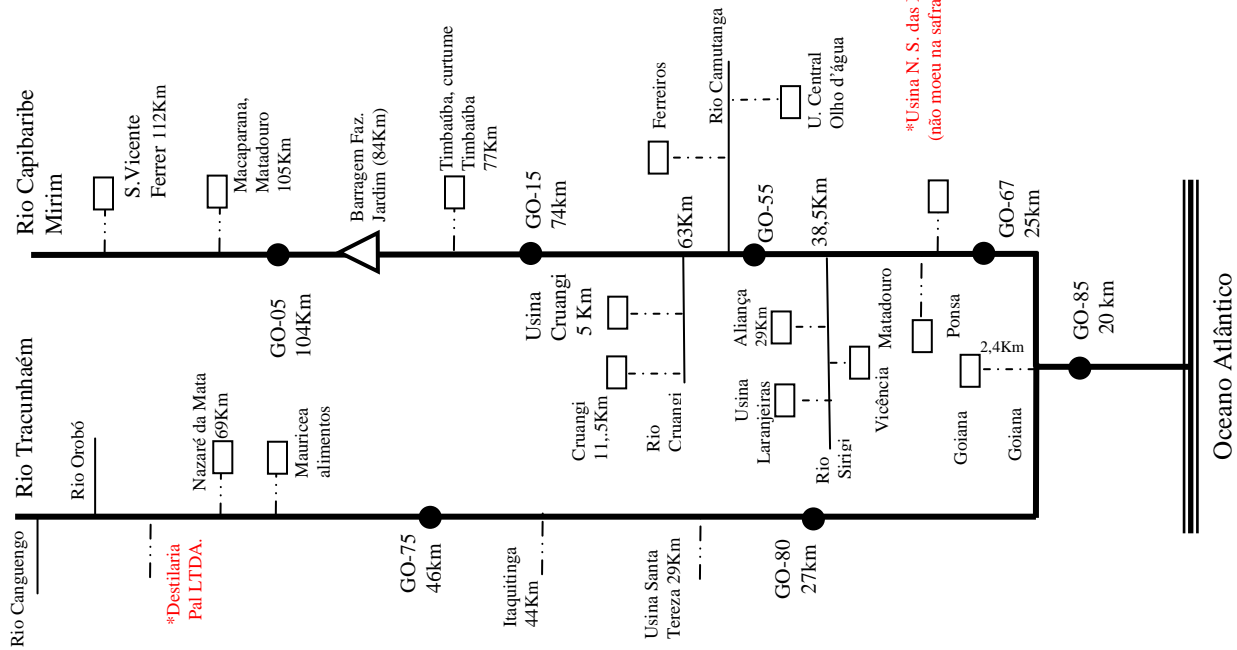 Rio Capibaribe
Mirim
S.Vicente
Ferrer 112Km
Macaparana,
Matadouro
105Km
GO-05
104Km
Barragem Faz.
Jardim (84Km)
Timbaúba, curtume
Timbaúba
77Km
GO-15
74km
Usina
Cruangi
5 Km
Cruangi
11,.5Km
Rio
Cruangi
63Km
Ferreiros
Rio Camutanga
U. Central
Olho d'água
GO-55
38,5Km
Aliança
29Km
Usina
Laranjeiras
Rio
Sirigi
Vicência
Matadouro
Ponsa
*Usina N. S. das
(não moeu na safra
GO-67
25km
Goiana
2,4Km
Goiana
GO-85
20 km
Oceano Atlântico
Rio Tracunhaém
Rio Canguengo
Rio Orobó
*Destilaria
Pal LTDA.
Nazaré da Mata
69Km
Mauricea
alimentos
GO-75
46km
Itaquitinga
44Km
Usina Santa
Tereza 29Km
GO-80
27km